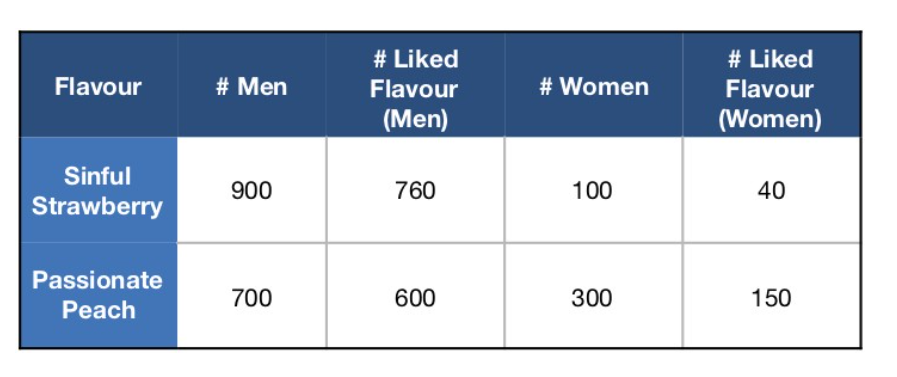 Flavour
# Men
# Liked
Flavour
(Men)
# Women
# Liked
Flavour
(Women)
Sinful
Strawberry
900
760
100
40
Passionate
Peach
700
600
300
150